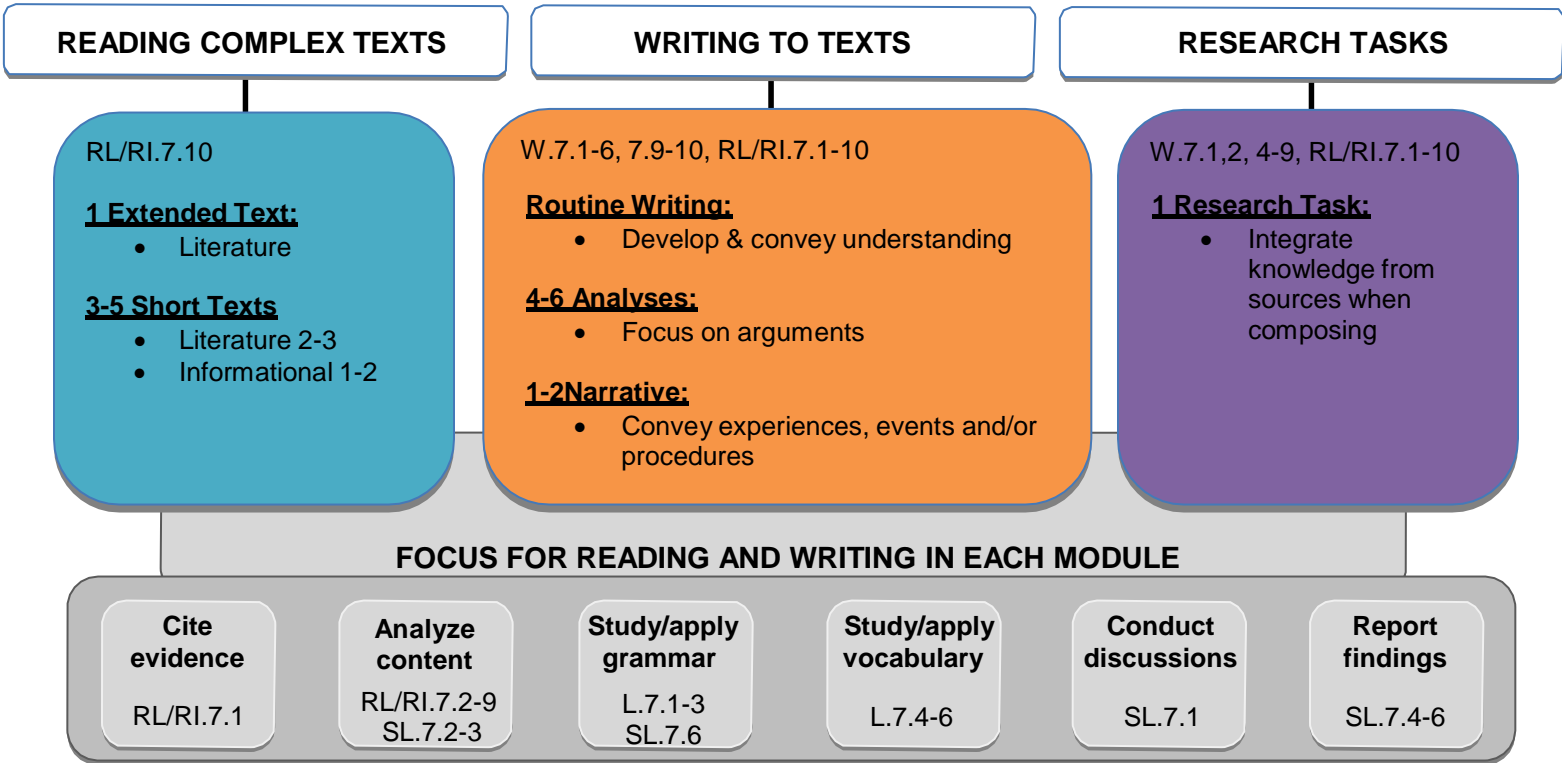 READING COMPLEX TEXTS
WRITING TO TEXTS
RESEARCH TASKS
RL/RI.7.10
1 Extended Text:
• Literature
3-5 Short Texts
• Literature 2-3
• Informational 1-2
W.7.1-6, 7.9-10, RL/RI.7.1-10
Routine Writing:
• Develop & convey understanding
4-6 Analyses:
• Focus on arguments
1-2Narrative:
• Convey experiences, events and/or
procedures
W.7.1,2, 4-9, RL/RI.7.1-10
1 Research Task:
• Integrate
knowledge from
sources when
composing
FOCUS FOR READING AND WRITING IN EACH MODULE
Cite
evidence
RL/RI.7.1
Analyze
content
RL/RI.7.2-9
SL.7.2-3
Study/apply
grammar
L.7.1-3
SL.7.6
Study/apply
vocabulary
L.7.4-6
Conduct
discussions
SL.7.1
Report
findings
SL.7.4-6